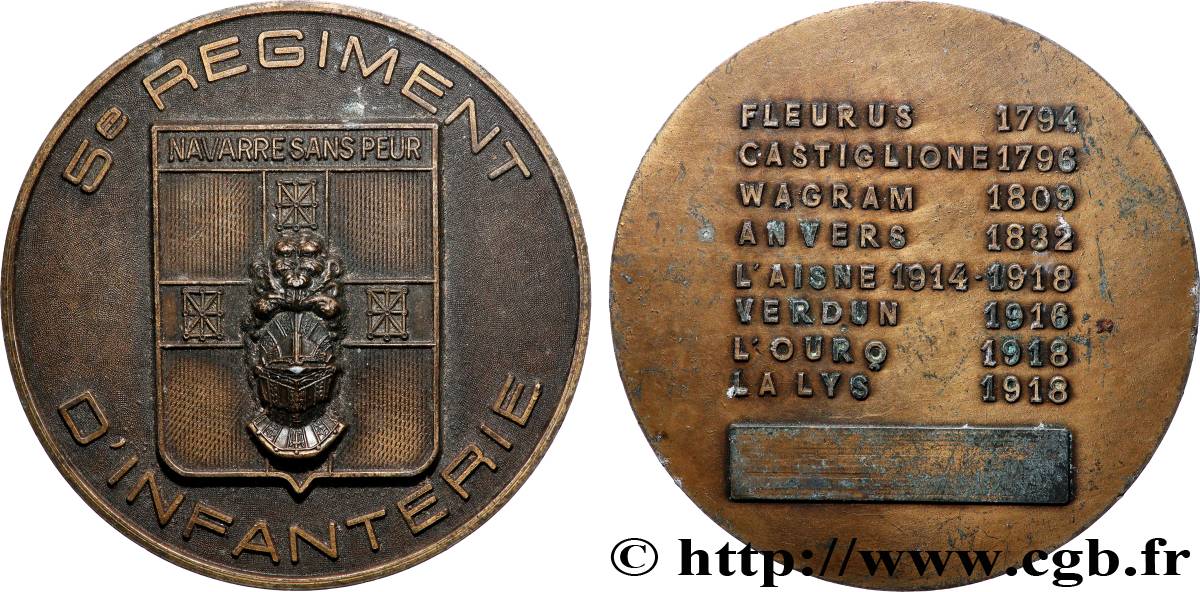 5e REGIMENT
NAVARRE SANS PEUR
D'INFANTERIE
FLEURUS 1794
CASTIGLIONE 1796
WAGRAM 1809
ANVERS 1832
L'AISNE 1914-1918
VERDUN 1916
L'OURQ 1918
LA LYS 1918
© http://www.cgb.fr